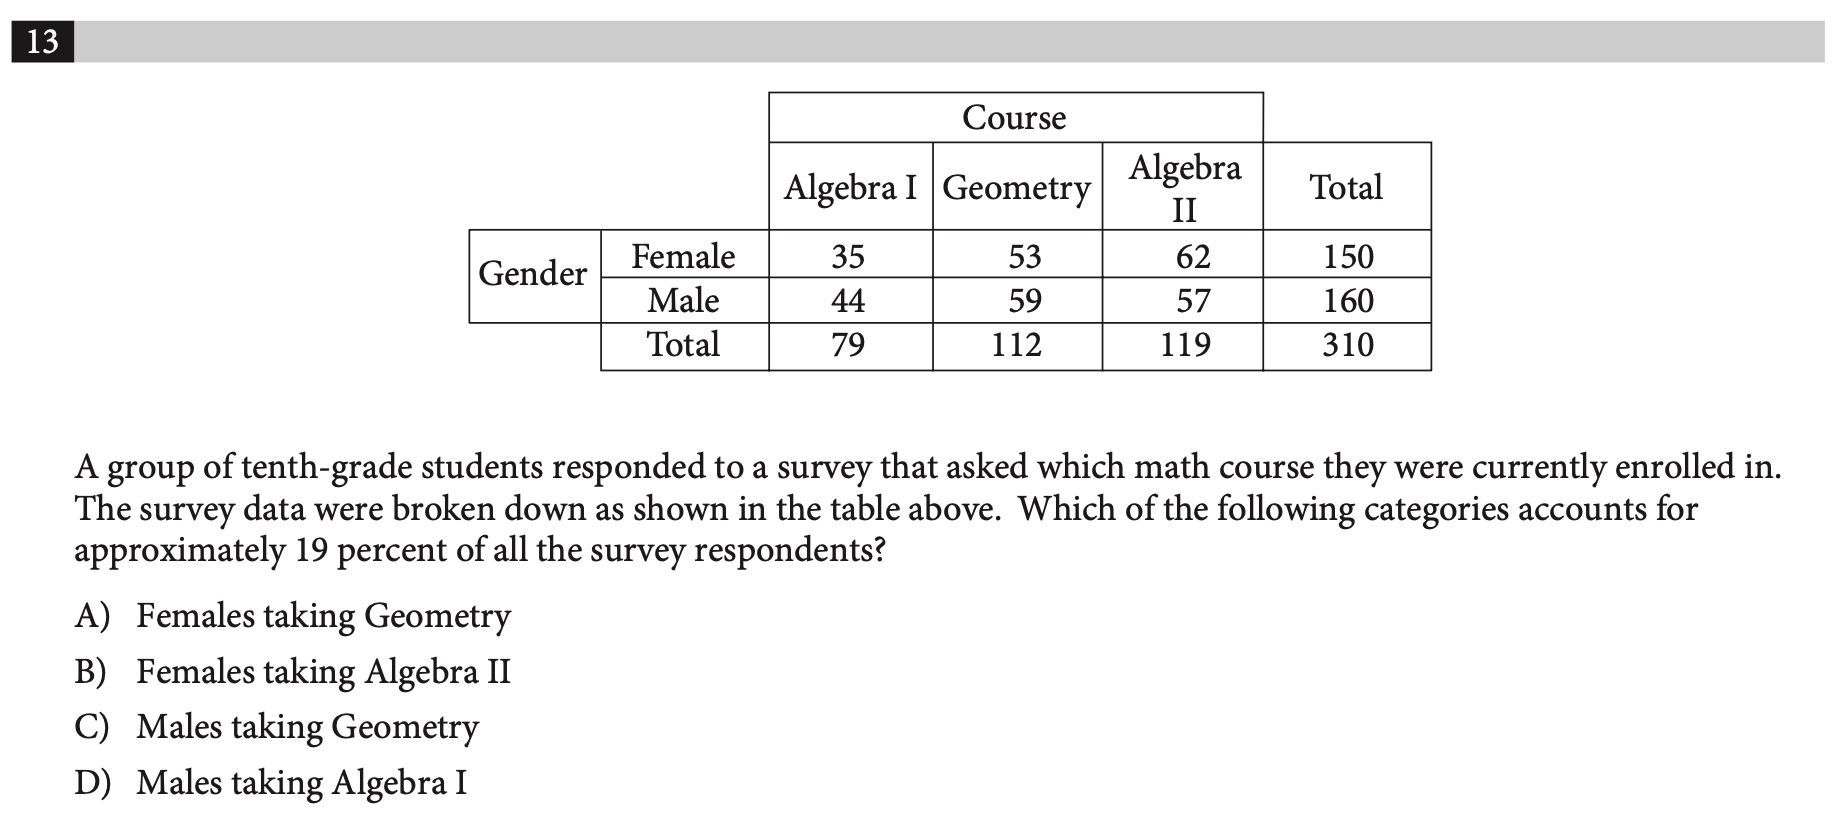 13
Course
Algebra I Geometry Algebra II Total
Gender
Female 35 53 62 150
Male 44 59 57 160
Total 79 112 119 310
A group of tenth-grade students responded to a survey that asked which math course they were currently enrolled in.
The survey data were broken down as shown in the table above. Which of the following categories accounts for
approximately 19 percent of all the survey respondents?
A) Females taking Geometry
B) Females taking Algebra II
C) Males taking Geometry
D) Males taking Algebra I